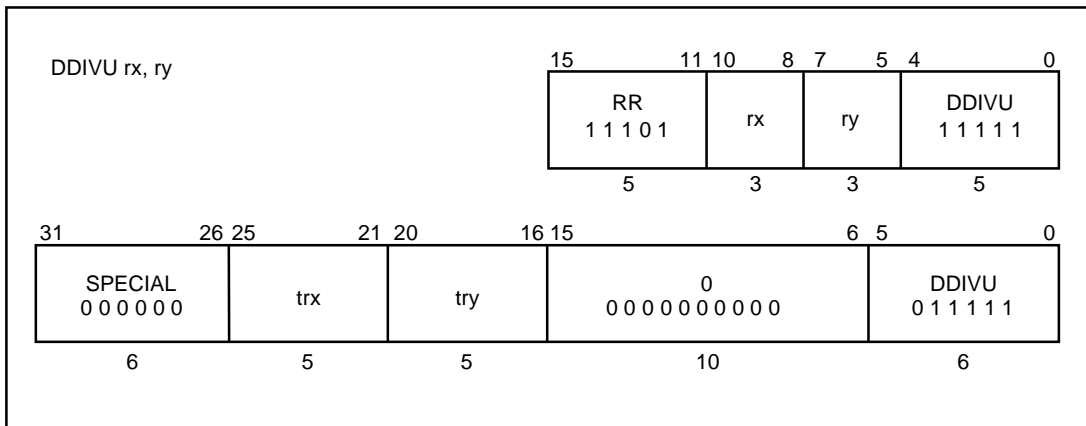 DDIVU rx, ry
15 11 10 8 7 5 4 0
RR rx ry DDIVU
1 1 1 0 1 1 1 1 1 1
5 3 3 5
31 26 25 21 20 16 15 6 5 0
SPECIAL trx try 0 DDIVU
0 0 0 0 0 0 0 0 0 0 0 0 0 0 0 0 0 1 1 1 1 1
6 5 5 10 6